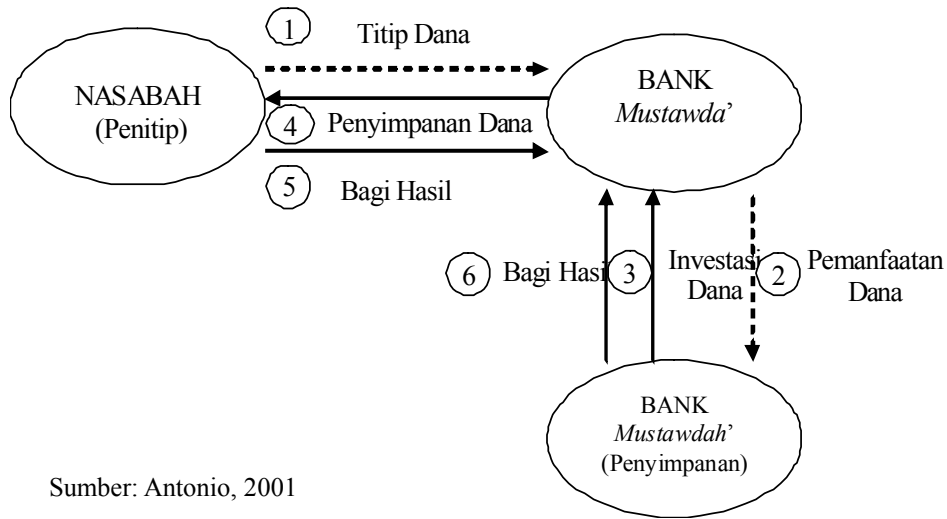 1 Titip Dana
NASABAH
(Penitip)
BANK
Mustawda’
4 Penyimpanan Dana
5 Bagi Hasil
6 Bagi Hasil
3 Investasi
Dana
2 Pemanfaatan
Dana
BANK
Mustawdah’
(Penyimpanan)
Sumber: Antonio, 2001